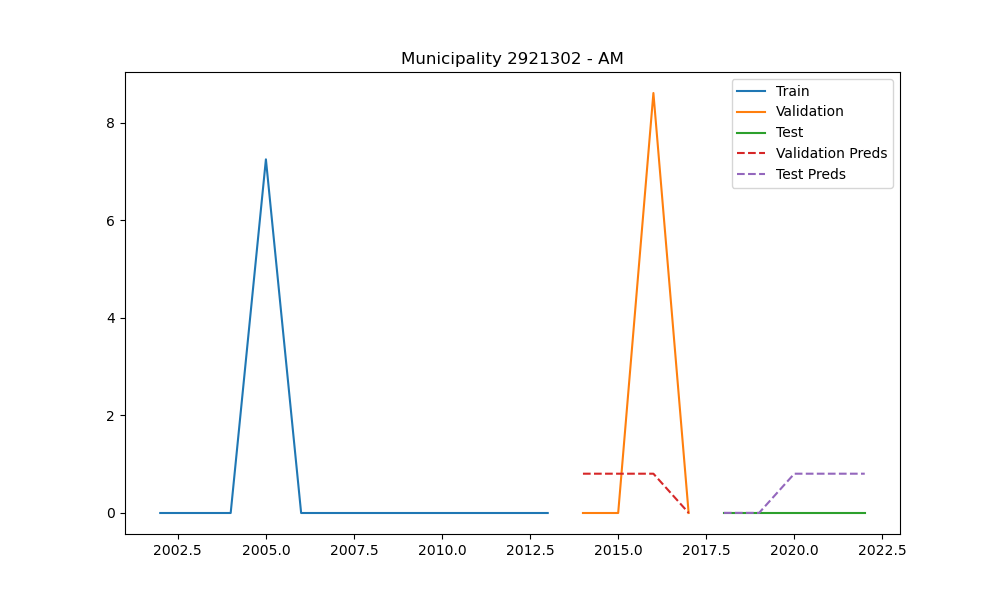 Municipality 2921302 - AM
Train
Validation
Test
Validation Preds
Test Preds
8
6
4
2
0
2002.5 2005.0 2007.5 2010.0 2012.5 2015.0 2017.5 2020.0 2022.5